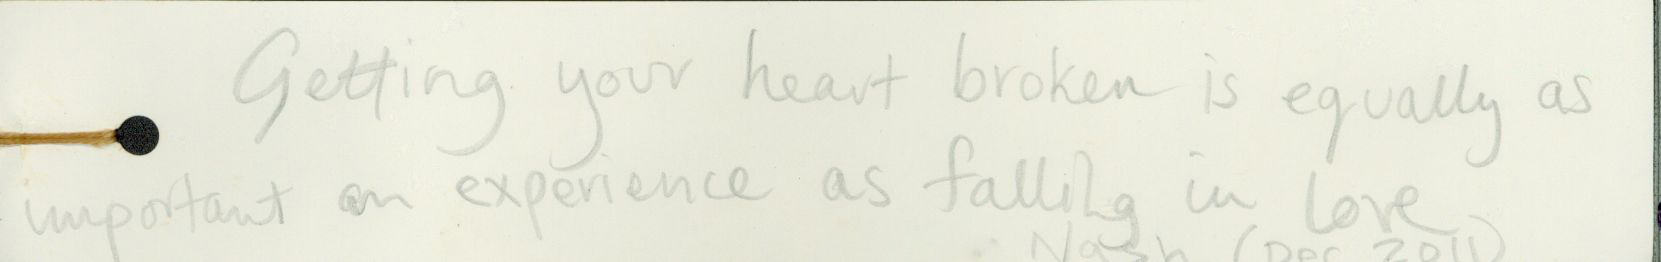 Getting your heart broken is equally as
important an experience as falling in love
Nash (Dec 2011)